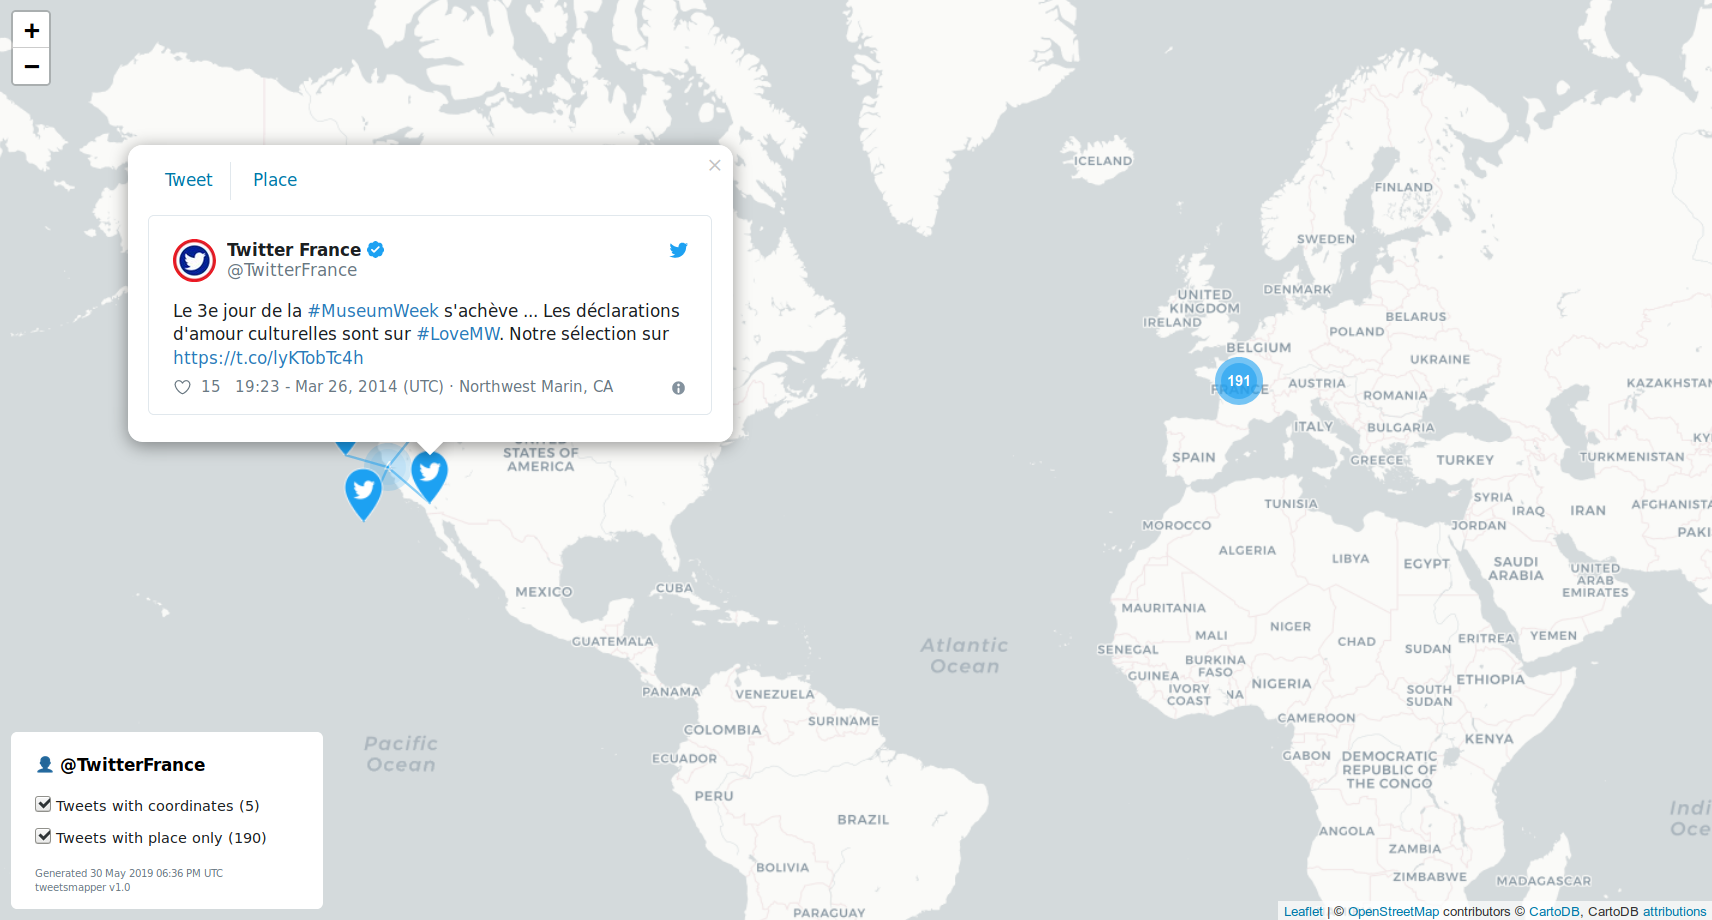 +
−
Tweet
Place
×
Twitter France
@TwitterFrance
Le 3e jour de la #MuseumWeek s'achève ... Les déclarations
d'amour culturelles sont sur #LoveMW. Notre sélection sur
https://t.co/lyKTobTc4h
15 19:23 - Mar 26, 2014 (UTC) · Northwest Marin, CA
ICELAND
FINLAND
SWEDEN
UNITED
KINGDOM
DENMARK
IRELAND
BELARUS
POLAND
BELGIUM
UKRAINE
191
FRANCE
AUSTRIA
KAZAKHSTAN
ROMANIA
ITALY
BULGARIA
UNITED
STATES OF
AMERICA
SPAIN
GREECE
TURKEY
TURKMENISTAN
KY
TUNISIA
SYRIA
IRAQ
IRAN
AFGHANISTA
MOROCCO
JORDAN
PAKI
ALGERIA
LIBYA
EGYPT
SAUDI
ARABIA
UNITED
ARAB
EMIRATES
MEXICO
CUBA
MAURITANIA
GUATEMALA
Atlantic
Ocean
MALI
NIGER
CHAD
SUDAN
ERITREA
YEMEN
SENEGAL
BURKINA
FASO
GUINEA
IVORY
COAST
NA
NIGERIA
SOUTH
SUDAN
ETHIOPIA
PANAMA
VENEZUELA
SURINAME
CAMEROON
COLOMBIA
KENYA
Pacific
Ocean
ECUADOR
GABON
DEMOCRATIC
REPUBLIC OF
THE CONGO
PERU
BRAZIL
Indi
Oce
ANGOLA
ZAMBIA
BOLIVIA
ZIMBABWE
MADAGASCAR
PARAGUAY
@TwitterFrance
Tweets with coordinates (5)
Tweets with place only (190)
Generated 30 May 2019 06:36 PM UTC
tweetsmapper v1.0
Leaflet | © OpenStreetMap contributors © CartoDB, CartoDB attributions